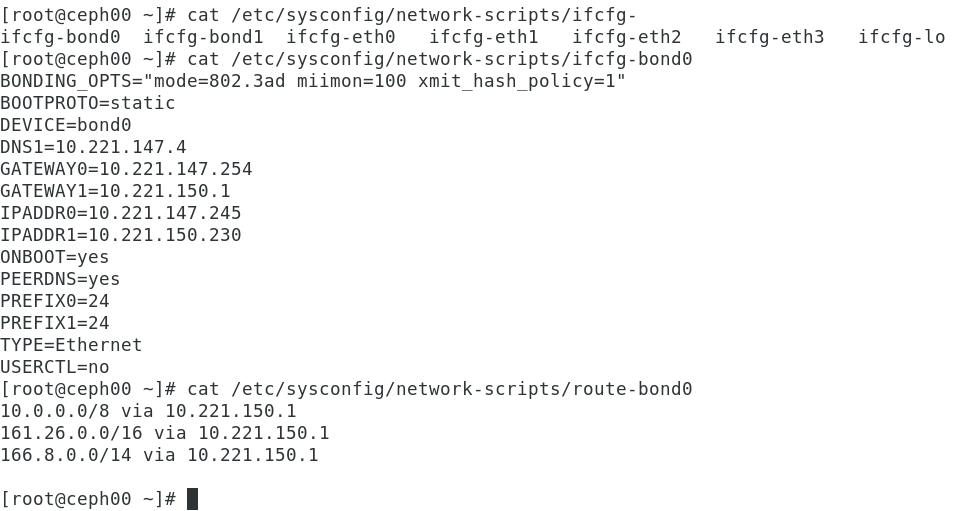 [root@ceph00 ~]# cat /etc/sysconfig/network-scripts/ifcfg-
ifcfg-bond0  ifcfg-bond1  ifcfg-eth0   ifcfg-eth1   ifcfg-eth2   ifcfg-eth3   ifcfg-lo
[root@ceph00 ~]# cat /etc/sysconfig/network-scripts/ifcfg-bond0
BONDING_OPTS="mode=802.3ad miimon=100 xmit_hash_policy=1"
BOOTPROTO=static
DEVICE=bond0
DNS1=10.221.147.4
GATEWAY0=10.221.147.254
GATEWAY1=10.221.150.1
IPADDR0=10.221.147.245
IPADDR1=10.221.150.230
ONBOOT=yes
PEERDNS=yes
PREFIX0=24
PREFIX1=24
TYPE=Ethernet
USERCTL=no
[root@ceph00 ~]# cat /etc/sysconfig/network-scripts/route-bond0
10.0.0.0/8 via 10.221.150.1
161.26.0.0/16 via 10.221.150.1
166.8.0.0/14 via 10.221.150.1
[root@ceph00 ~]#